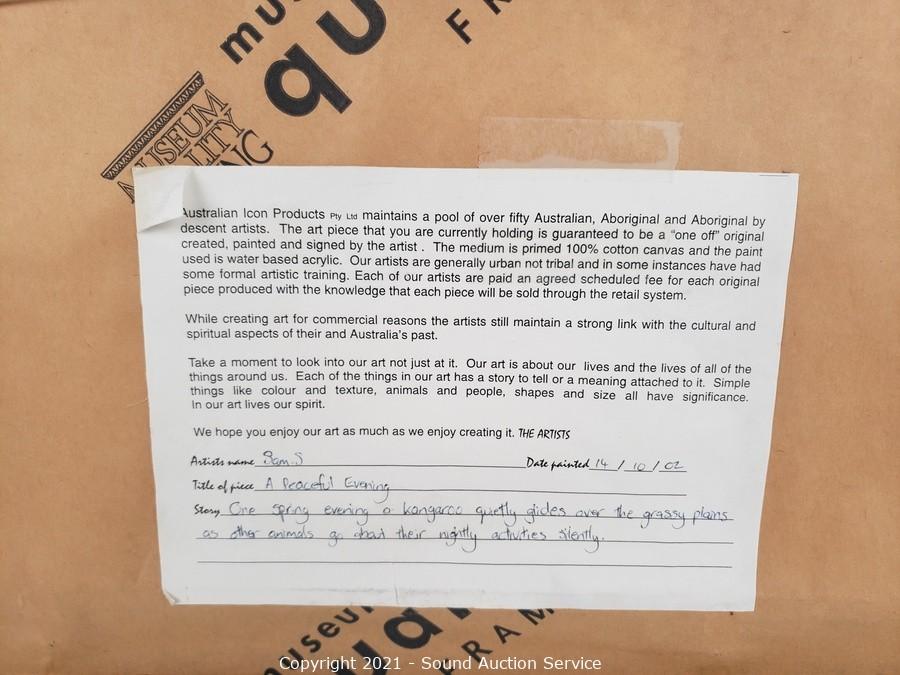 museu
qu
FR
MUSEUM
LITY
ING
Australian Icon Products Pty Ltd maintains a pool of over fifty Australian, Aboriginal and Aboriginal by
descent artists. The art piece that you are currently holding is guaranteed to be a "one off" original
created, painted and signed by the artist . The medium is primed 100% cotton canvas and the paint
used is water based acrylic. Our artists are generally urban not tribal and in some instances have had
some formal artistic training. Each of our artists are paid an agreed scheduled fee for each original
piece produced with the knowledge that each piece will be sold through the retail system.
While creating art for commercial reasons the artists still maintain a strong link with the cultural and
spiritual aspects of their and Australia's past.
Take a moment to look into our art not just at it. Our art is about our lives and the lives of all of the
things around us. Each of the things in our art has a story to tell or a meaning attached to it. Simple
things like colour and texture, animals and people, shapes and size all have significance.
In our art lives our spirit.
We hope you enjoy our art as much as we enjoy creating it. THE ARTISTS
Artists name Sam.S Date painted 14 / 10 / 02
Title of piece A Peaceful Evening
Story One spring evening a kangaroo quietly glides over the grassy plains
as other animals go about their nightly activities silently.
museu
ua
ARAM
Copyright 2021 - Sound Auction Service